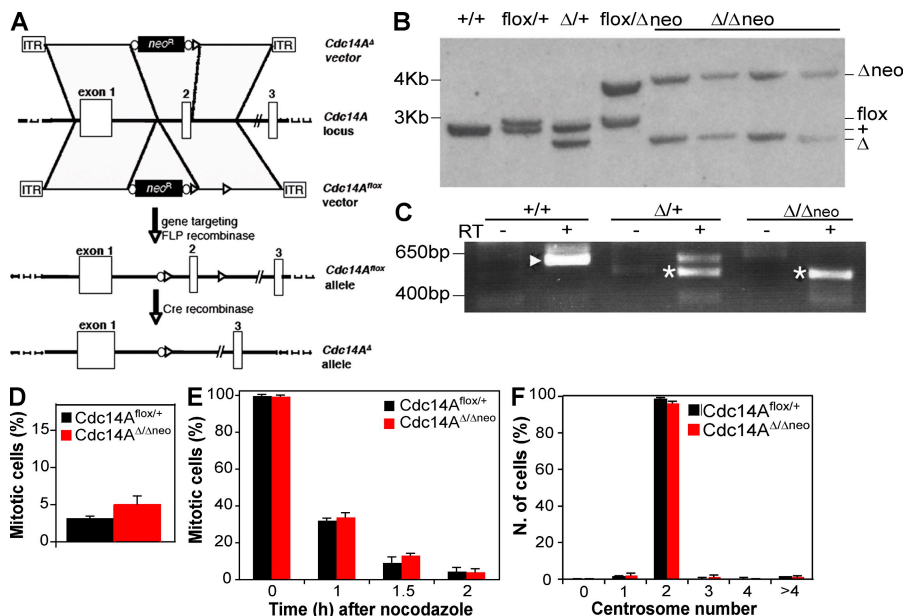 A
ITR
neoR
ITR
Cdc14AΔ
vector
exon 1
2
3
Cdc14A
locus
ITR
neoR
ITR
Cdc14Aflox
vector
gene targeting
FLP recombinase
exon 1
2
3
Cdc14Aflox
allele
Cre recombinase
exon 1
3
Cdc14AΔ
allele
B
+/+ flox/+ Δ/+ flox/Δneo Δ/Δneo
4Kb
3Kb
Δneo
flox
+
Δ
C
+/+ Δ/+ Δ/Δneo
RT - + - + - +
650bp
400bp
* *
D
Mitotic cells (%)
15
10
5
0
Cdc14Aflox/+
Cdc14AΔ/Δneo
E
Mitotic cells (%)
100
80
60
40
20
0
Cdc14Aflox/+
Cdc14AΔ/Δneo
0 1 1.5 2
Time (h) after nocodazole
F
N. of cells (%)
100
80
60
40
20
0
Cdc14Aflox/+
Cdc14AΔ/Δneo
0 1 2 3 4 >4
Centrosome number